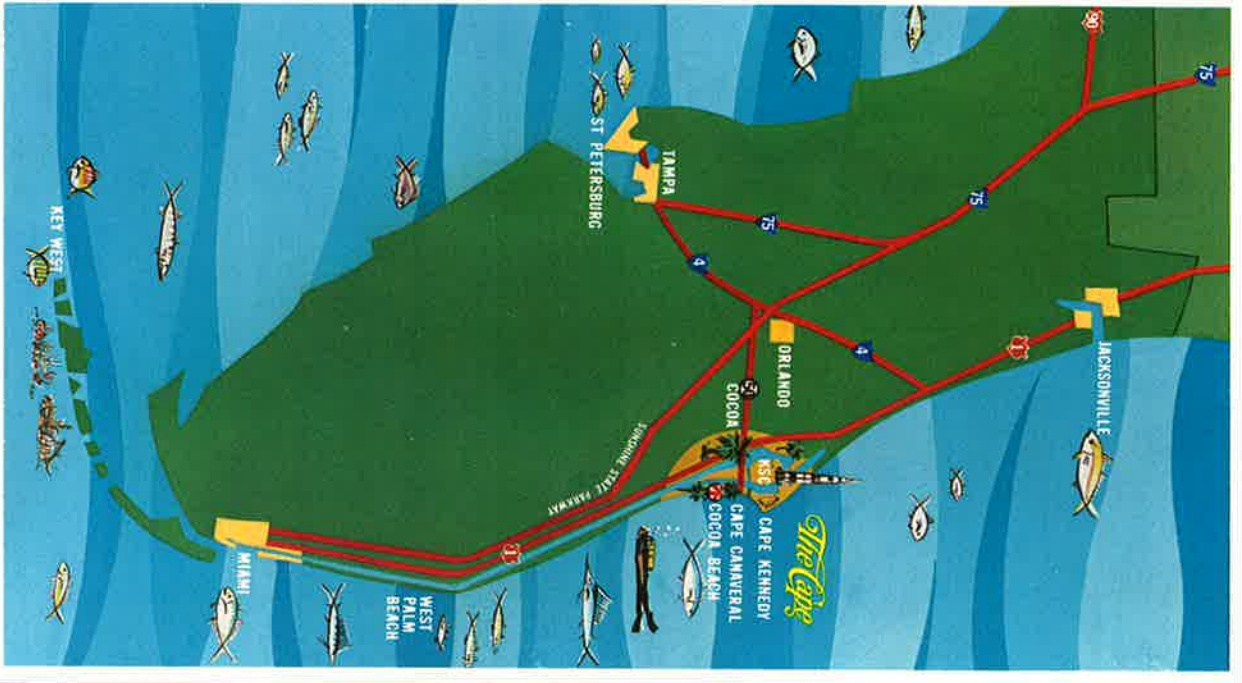 90
75
JACKSONVILLE
75
1
75
4
TAMPA
ST PETERSBURG
4
ORLANDO
50
COCOA
KSC
The Cape
CAPE KENNEDY
CAPE CANAVERAL
COCOA BEACH
SUNSHINE STATE PARKWAY
1
WEST
PALM
BEACH
MIAMI
KEY WEST